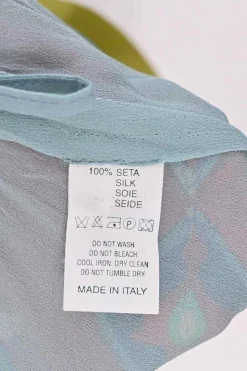 100% SETA
SILK
SOIE
SEIDE
DO NOT WASH
DO NOT BLEACH
COOL IRON: DRY CLEAN
DO NOT TUMBLE DRY
MADE IN ITALY